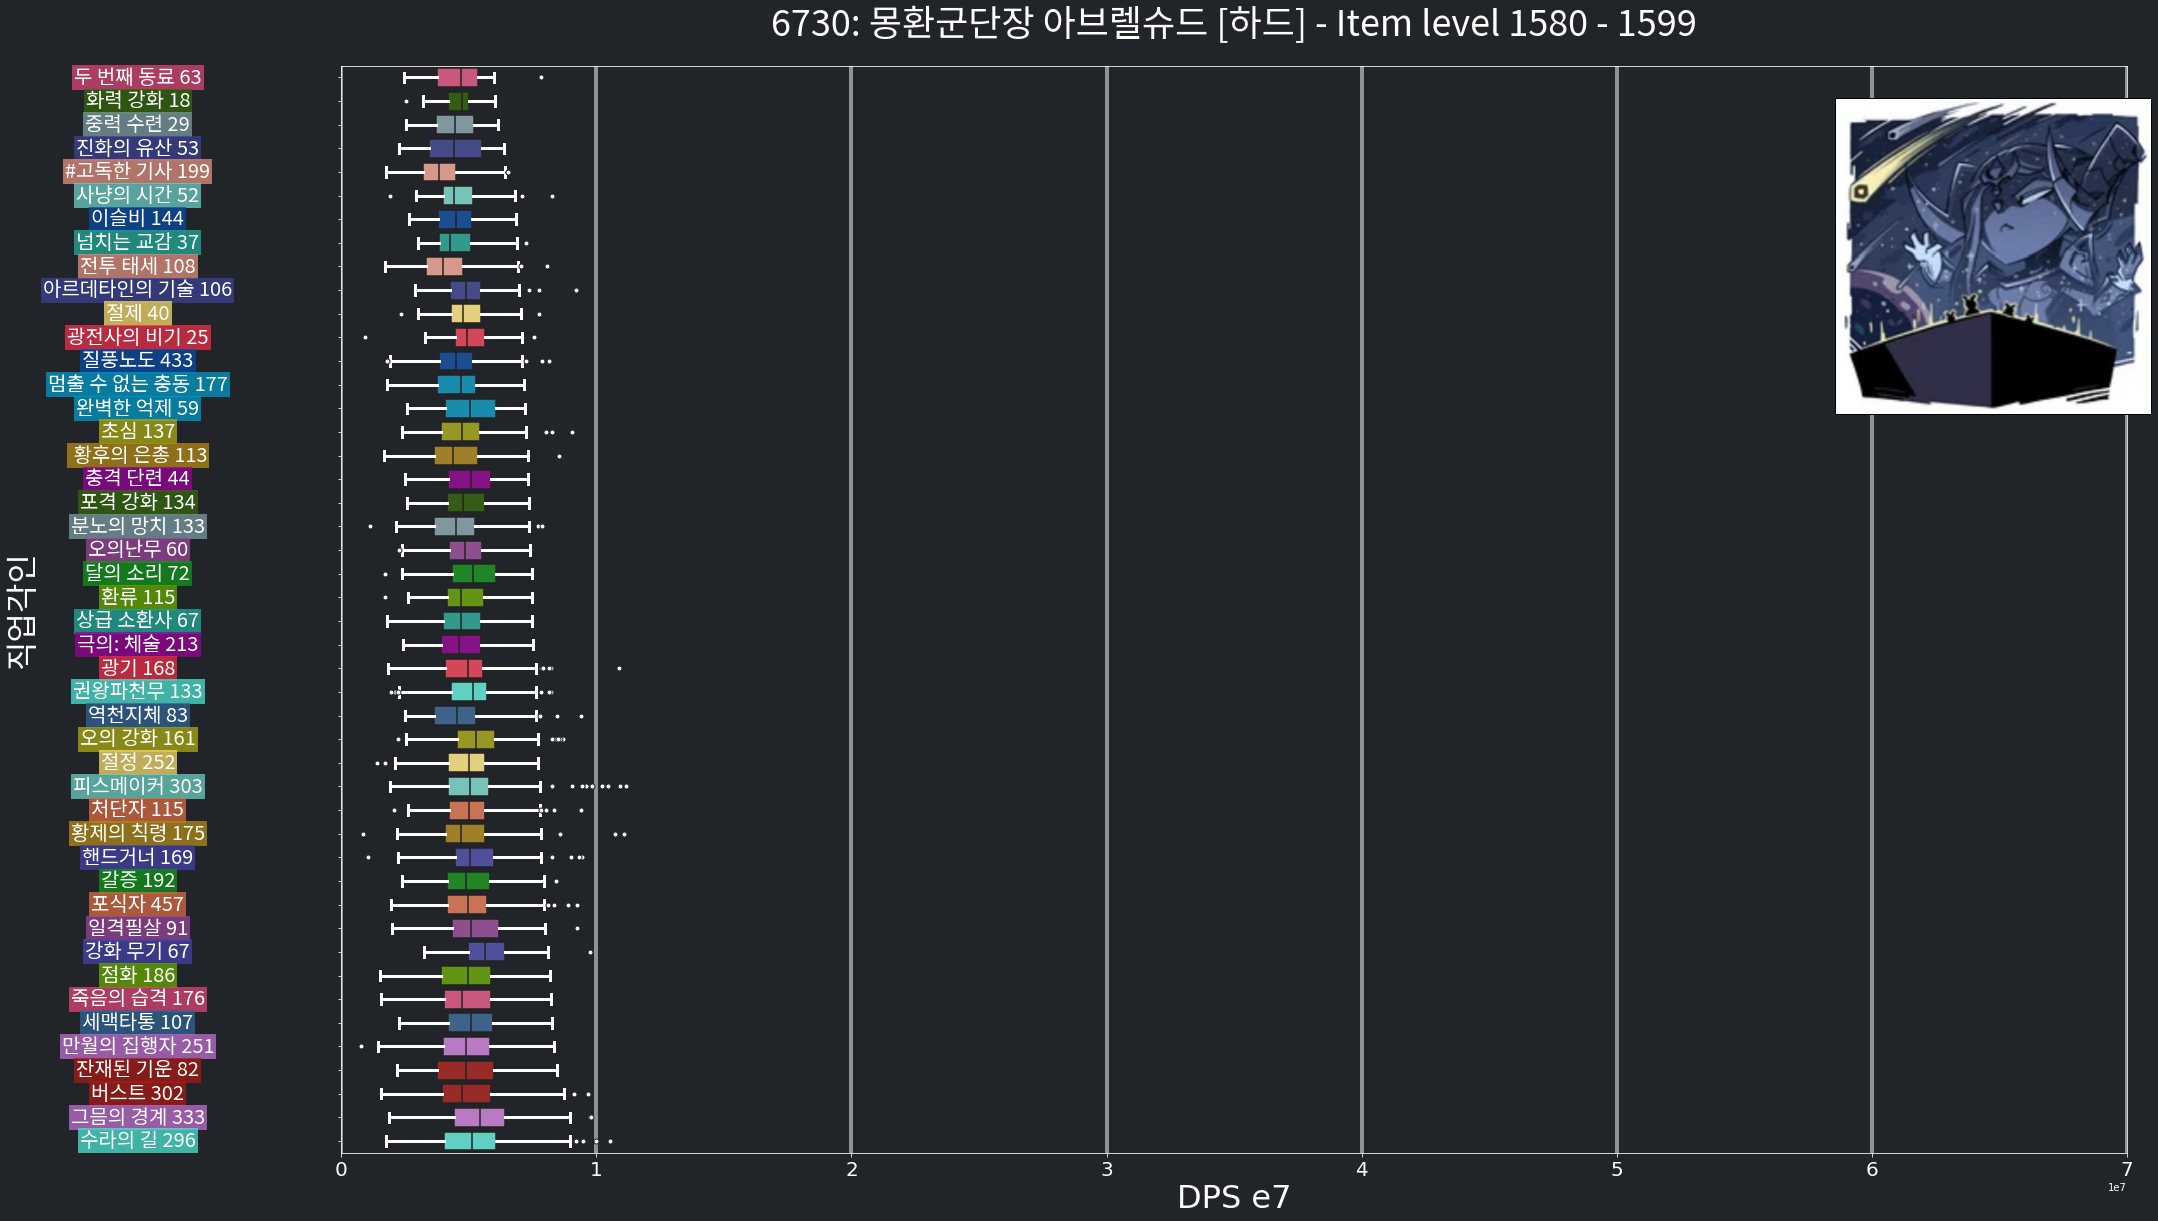 6730: 몽환군단장 아브렐슈드 [하드] - Item level 1580 - 1599
직업각인
두 번째 동료 63
화력 강화 18
중력 수련 29
진화의 유산 53
#고독한 기사 199
사냥의 시간 52
이슬비 144
넘치는 교감 37
전투 태세 108
아르데타인의 기술 106
절제 40
광전사의 비기 25
질풍노도 433
멈출 수 없는 충동 177
완벽한 억제 59
초심 137
황후의 은총 113
충격 단련 44
포격 강화 134
분노의 망치 133
오의난무 60
달의 소리 72
환류 115
상급 소환사 67
극의: 체술 213
광기 168
권왕파천무 133
역천지체 83
오의 강화 161
절정 252
피스메이커 303
처단자 115
황제의 칙령 175
핸드거너 169
갈증 192
포식자 457
일격필살 91
강화 무기 67
점화 186
죽음의 습격 176
세맥타통 107
만월의 집행자 251
잔재된 기운 82
버스트 302
그믐의 경계 333
수라의 길 296
0 1 2 3 4 5 6 7
1e7
DPS e7